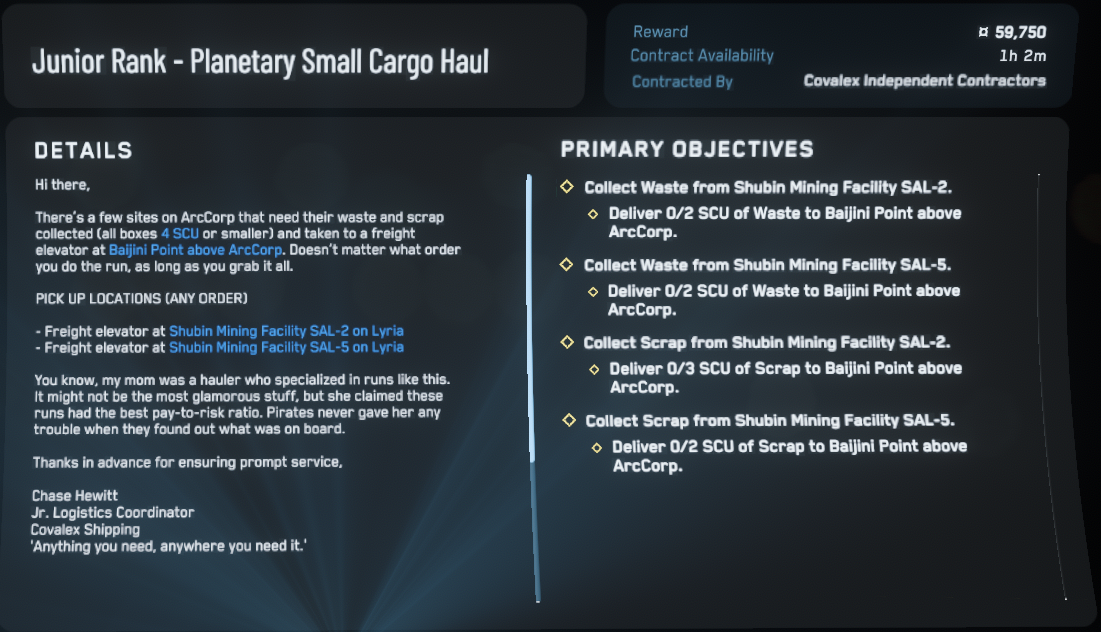 Junior Rank - Planetary Small Cargo Haul
Reward ¤ 59,750
Contract Availability 1h 2m
Contracted By Covalex Independent Contractors
DETAILS
Hi there,
There's a few sites on ArcCorp that need their waste and scrap
collected (all boxes 4 SCU or smaller) and taken to a freight
elevator at Baijini Point above ArcCorp. Doesn't matter what order
you do the run, as long as you grab it all.
PICK UP LOCATIONS (ANY ORDER)
- Freight elevator at Shubin Mining Facility SAL-2 on Lyria
- Freight elevator at Shubin Mining Facility SAL-5 on Lyria
You know, my mom was a hauler who specialized in runs like this.
It might not be the most glamorous stuff, but she claimed these
runs had the best pay-to-risk ratio. Pirates never gave her any
trouble when they found out what was on board.
Thanks in advance for ensuring prompt service,
Chase Hewitt
Jr. Logistics Coordinator
Covalex Shipping
'Anything you need, anywhere you need it.'
PRIMARY OBJECTIVES
Collect Waste from Shubin Mining Facility SAL-2.
Deliver 0/2 SCU of Waste to Baijini Point above
ArcCorp.
Collect Waste from Shubin Mining Facility SAL-5.
Deliver 0/2 SCU of Waste to Baijini Point above
ArcCorp.
Collect Scrap from Shubin Mining Facility SAL-2.
Deliver 0/3 SCU of Scrap to Baijini Point above
ArcCorp.
Collect Scrap from Shubin Mining Facility SAL-5.
Deliver 0/2 SCU of Scrap to Baijini Point above
ArcCorp.